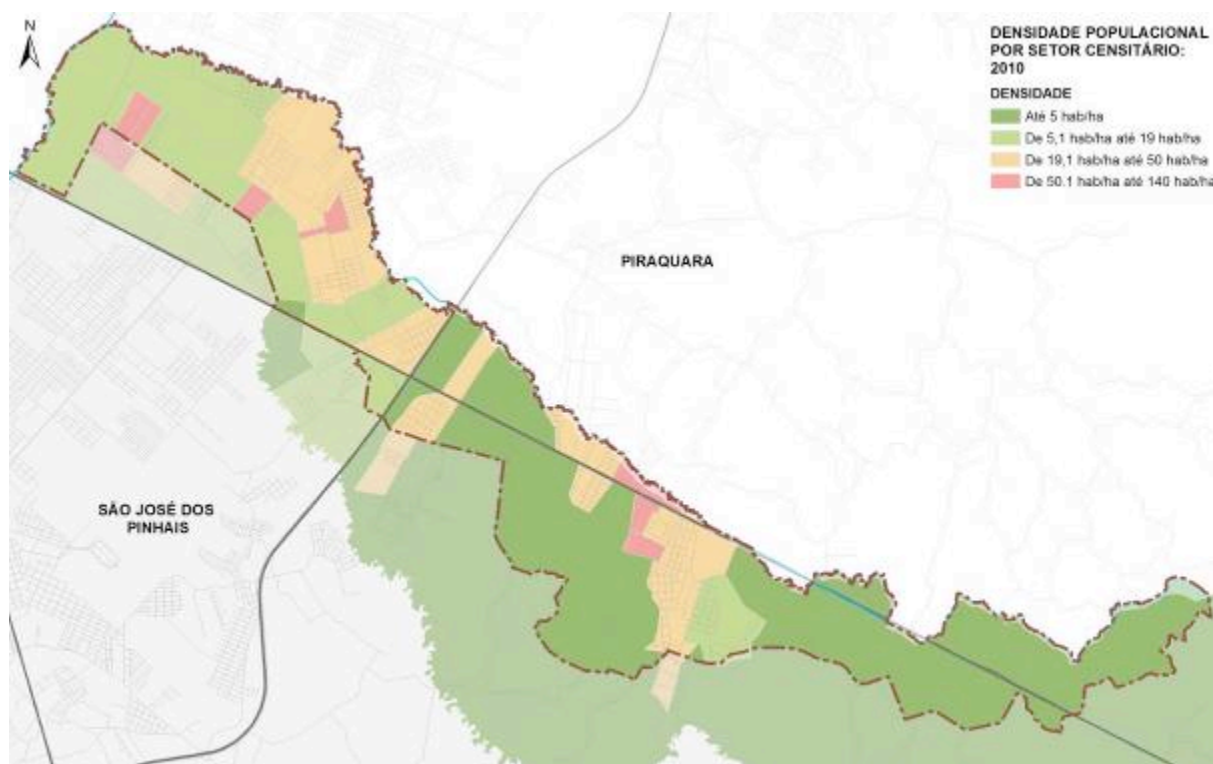 N
DENSIDADE POPULACIONAL
POR SETOR CENSITÁRIO:
2010
DENSIDADE
Até 5 hab/ha
De 5,1 hab/ha até 19 hab/ha
De 19,1 hab/ha até 50 hab/ha
De 50.1 hab/ha até 140 hab/ha
PIRAQUARA
SÃO JOSÉ DOS
PINHAIS